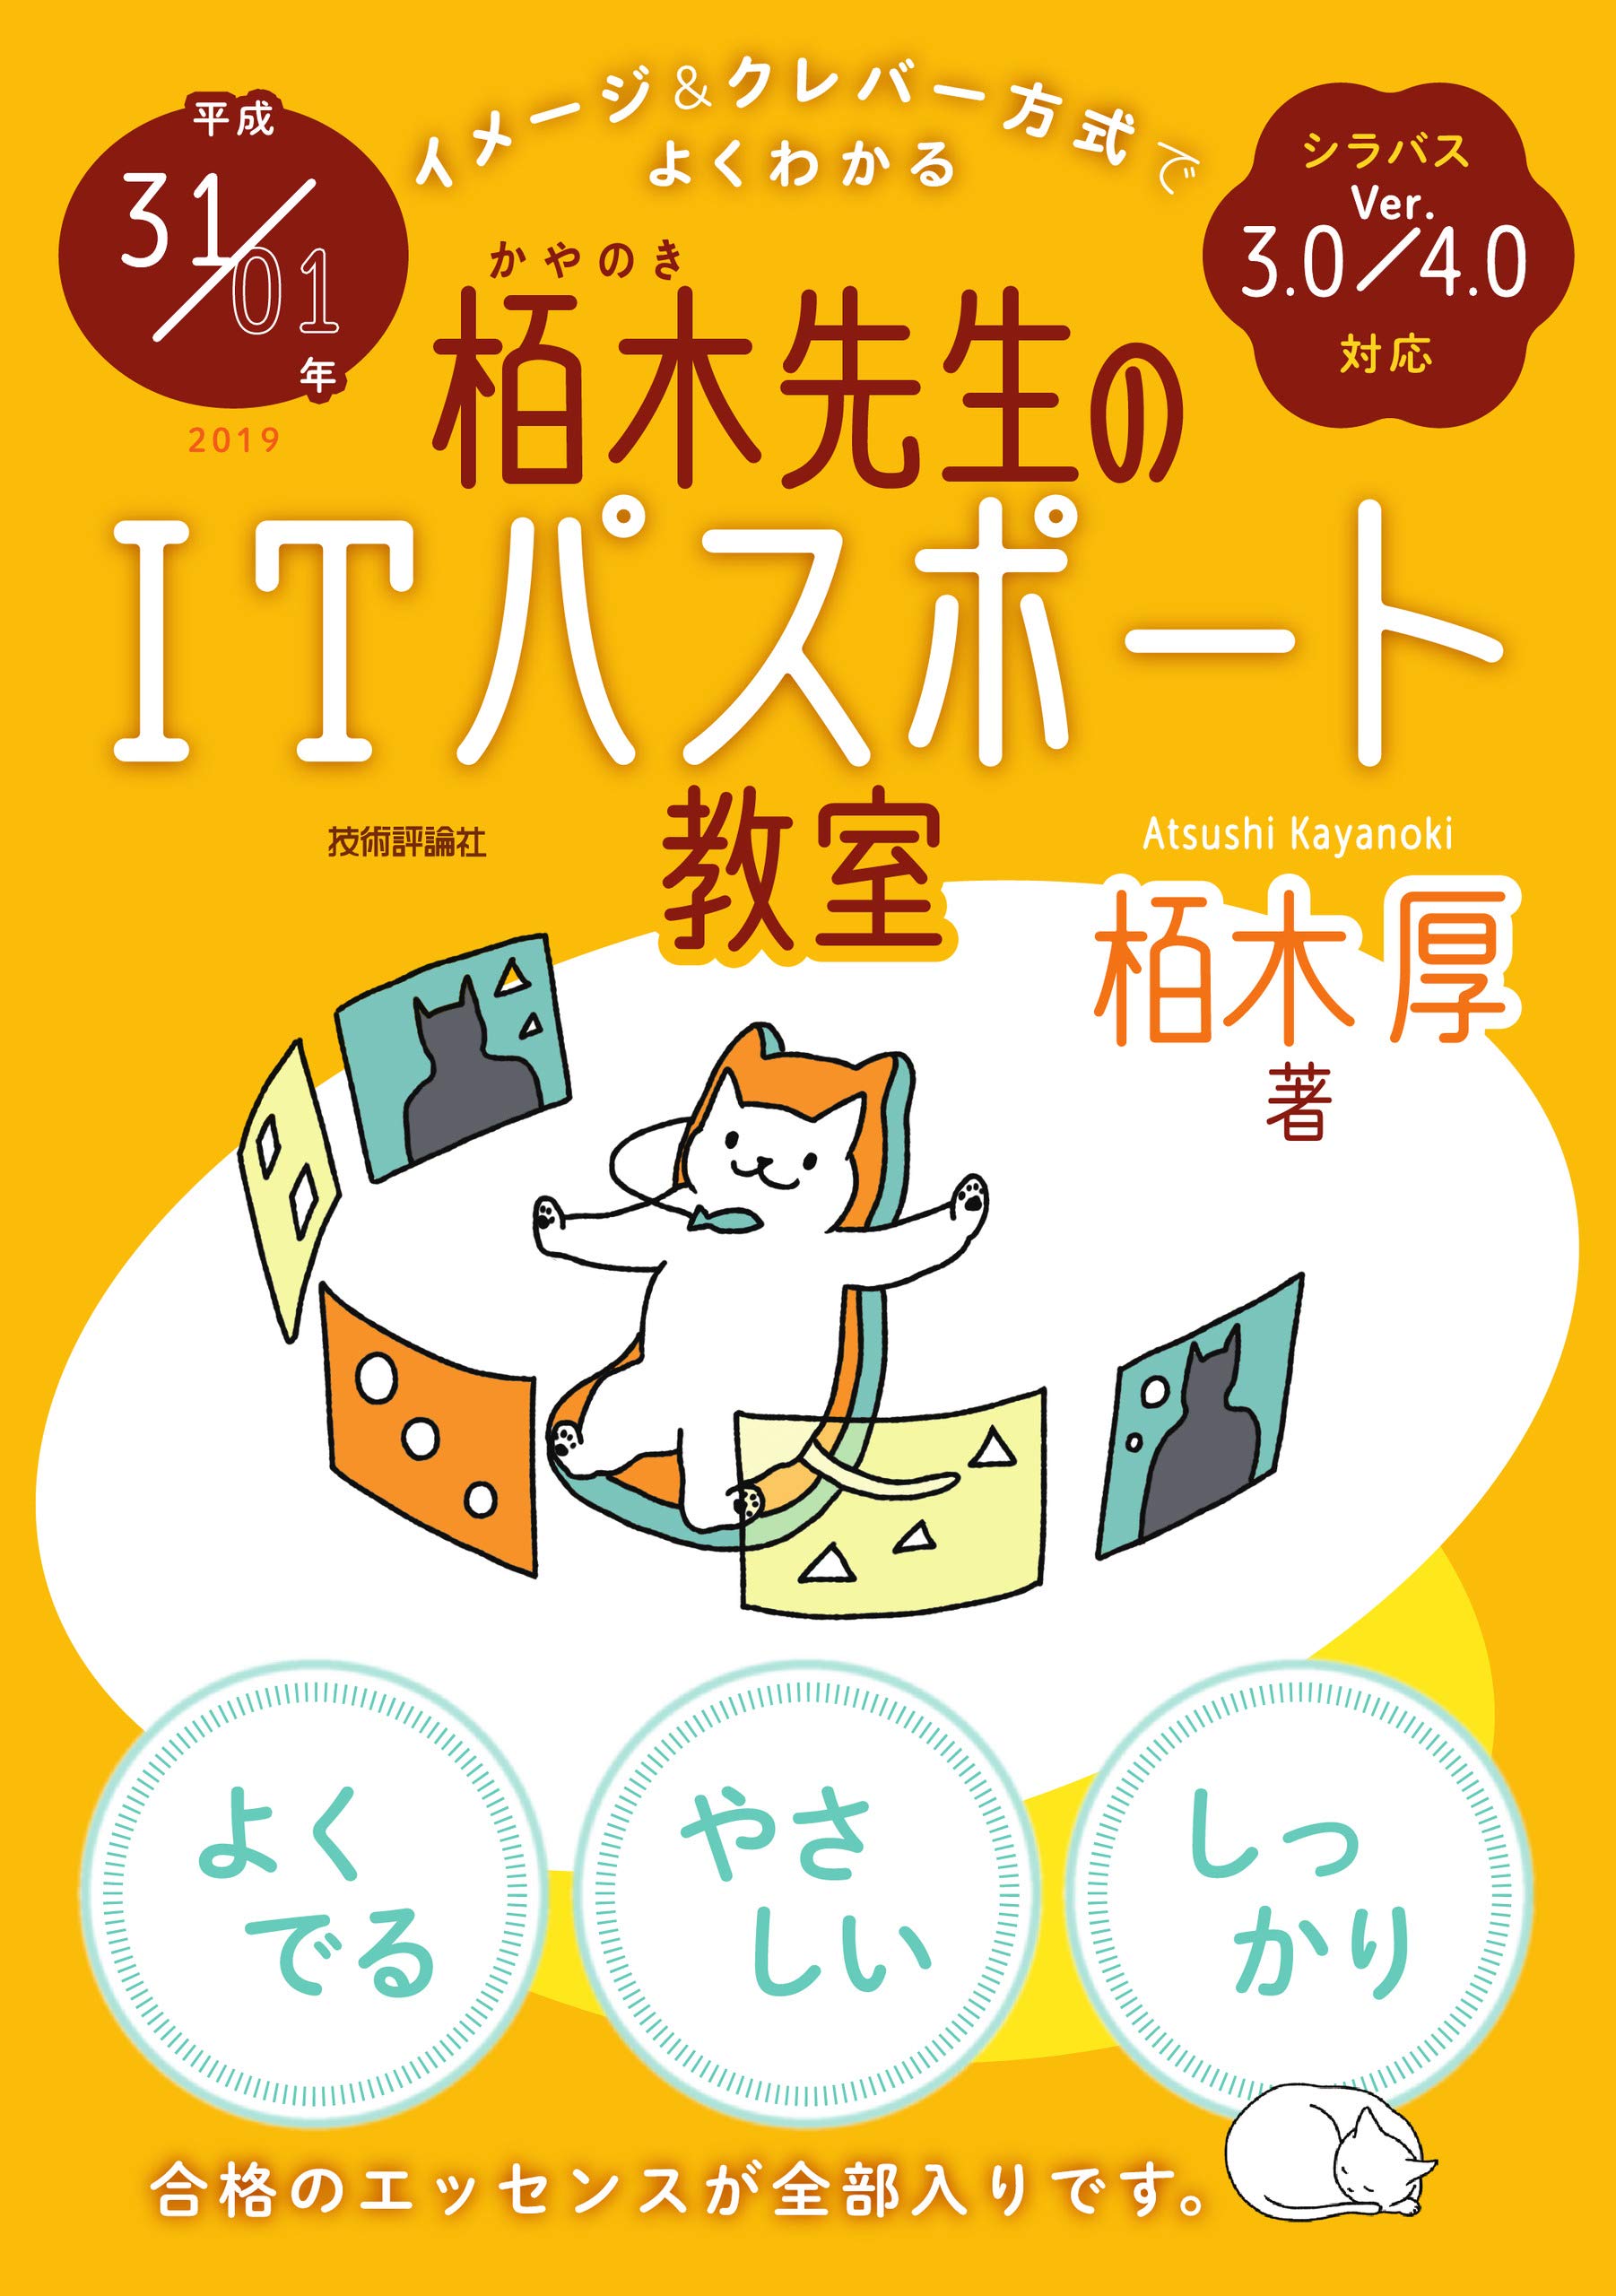 イメージ&クレバー方式で
よくわかる
平成
31/01
年
2019
シラバス
Ver.
3.0/4.0
対応
かやのき
栢木先生の
ITパスポート
教室
技術評論社
Atsushi Kayanoki
栢木厚
著
よく
でる
やさ
しい
しっ
かり
合格のエッセンスが全部入りです。